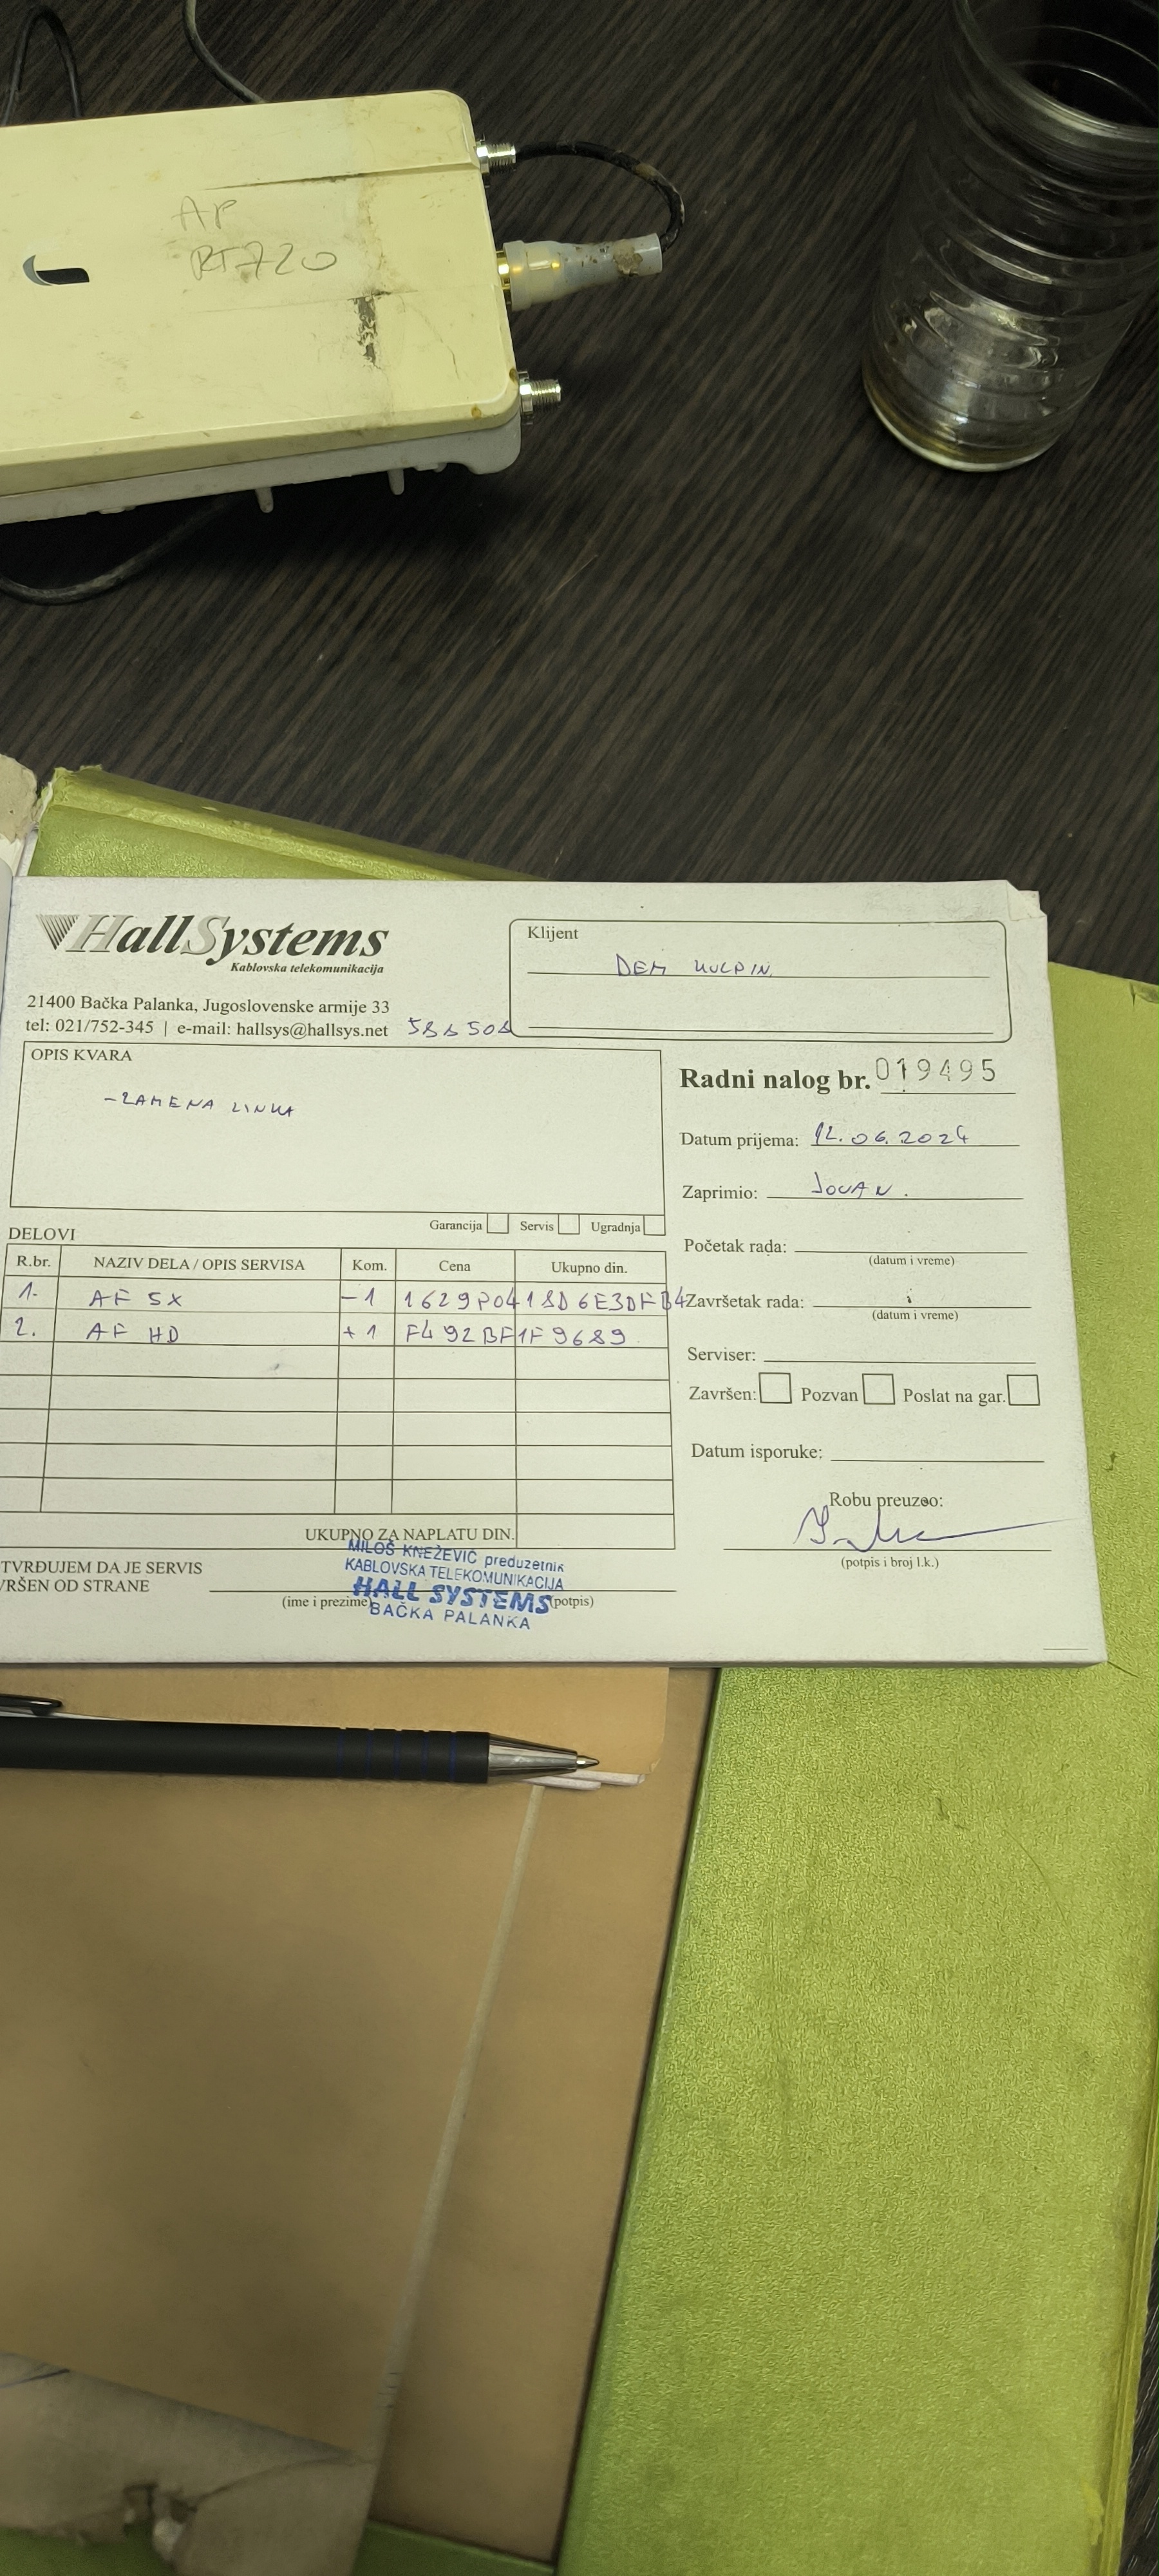 AP
RT720
HallSystems
Kablovska telekomunikacija
21400 Bačka Palanka, Jugoslovenske armije 33
tel: 021/752-345 | e-mail: hallsys@hallsys.net
Klijent
DEM KULPIN
OPIS KVARA
- ZAMENA LINKA
Garancija Servis Ugradnja
Radni nalog br. 019495
Datum prijema: 12.06.2024
Zaprimio: JOVAN.
Početak rada:
(datum i vreme)
Završetak rada:
(datum i vreme)
Serviser:
Završen: Pozvan Poslat na gar.
Datum isporuke:
Robu preuzeo:
(potpis i broj l.k.)
DELOVI
R.br. NAZIV DELA / OPIS SERVISA Kom. Cena Ukupno din.
1. AF 5X -1 1629P0418D6E3DFB4
2. AF HD +1 F492BF1F9689
UKUPNO ZA NAPLATU DIN.
TVRĐUJEM DA JE SERVIS
VRŠEN OD STRANE
(ime i prezime) (potpis)
MILOŠ KNEŽEVIĆ preduzetnik
KABLOVSKA TELEKOMUNIKACIJA
HALL SYSTEMS
BAČKA PALANKA